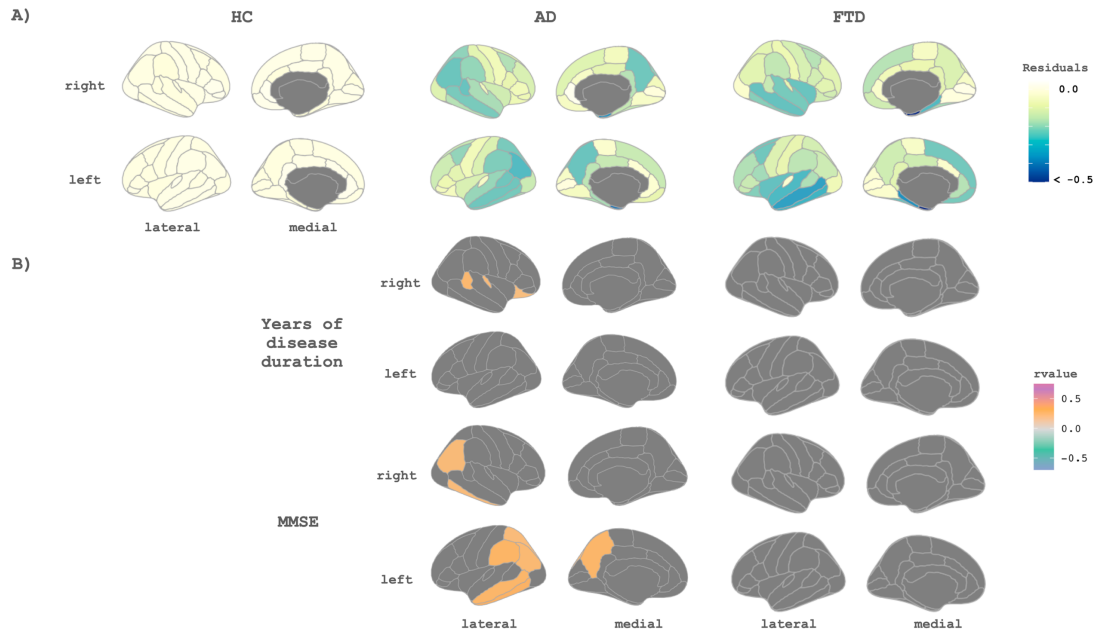 A) HC AD FTD
right
Residuals
0.0
left
< -0.5
lateral medial
B)
right
Years of
disease
duration
left
rvalue
0.5
0.0
-0.5
right
MMSE
left
lateral medial lateral medial